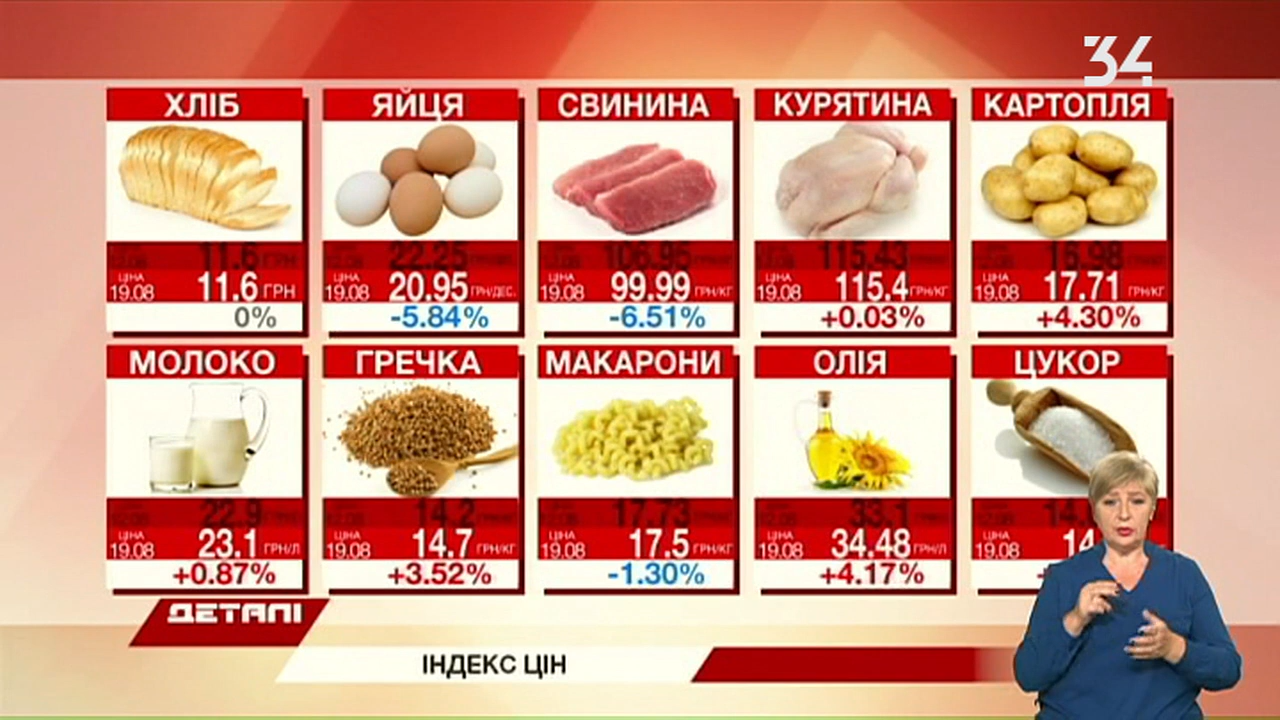 34
ХЛІБ ЯЙЦЯ СВИНИНА КУРЯТИНА КАРТОПЛЯ
11.6 ГРН 22.25 106.95 115.43 16.98
ЦІНА 19.08 11.6 ГРН
0%
ЦІНА 19.08 20.95 ГРН/ДЕС.
-5.84%
ЦІНА 19.08 99.99 ГРН/КГ
-6.51%
ЦІНА 19.08 115.4 ГРН/КГ
+0.03%
ЦІНА 19.08 17.71 ГРН/КГ
+4.30%
МОЛОКО ГРЕЧКА МАКАРОНИ ОЛІЯ ЦУКОР
22.9 14.2 17.73 33.1
ЦІНА 19.08 23.1 ГРН/Л
+0.87%
ЦІНА 19.08 14.7 ГРН/КГ
+3.52%
ЦІНА 19.08 17.5 ГРН/КГ
-1.30%
ЦІНА 19.08 34.48 ГРН/Л
+4.17%
ЦІНА 19.08
ДЕТАЛІ
ІНДЕКС ЦІН